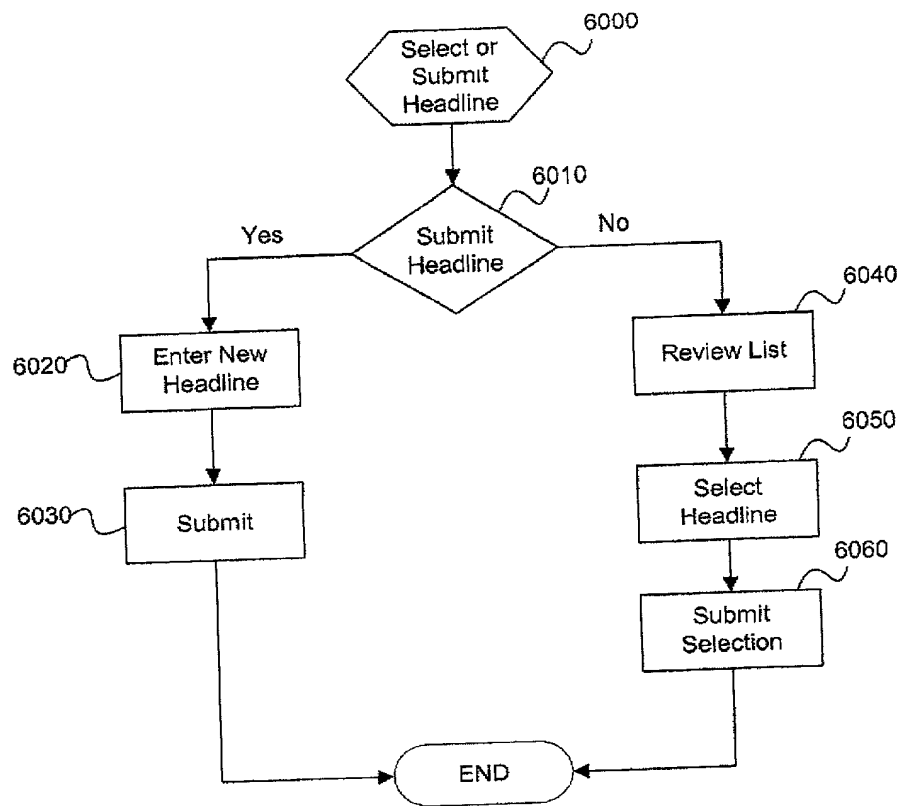 6000
Select or
Submit
Headline
6010
Submit
Headline
Yes
No
6020
Enter New
Headline
6040
Review List
6030
Submit
6050
Select
Headline
6060
Submit
Selection
END